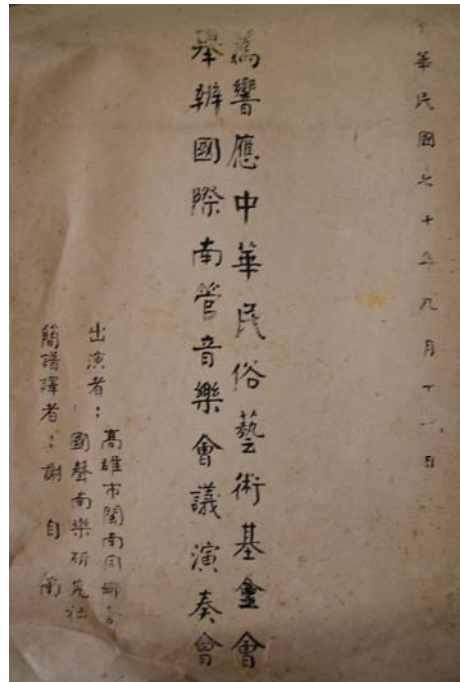 華民國七十年九月十一日
為響應中華民俗藝術基金會
舉辦國際南管音樂會議演奏會
出演者：高雄市閩南同鄉會
國聲南樂研究社
簡譜譯者：謝自